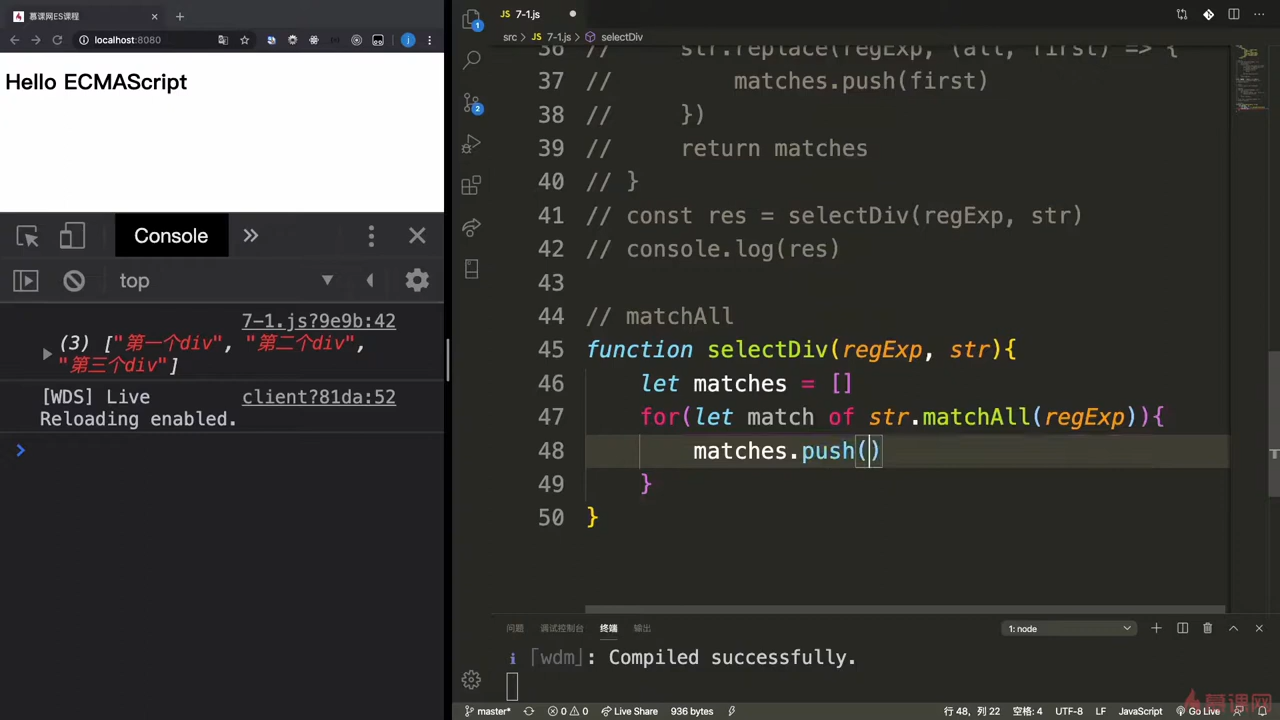 慕课网ES课程
localhost:8080
Hello ECMAScript
Console
top
7-1.js?9e9b:42
(3) ["第一个div", "第二个div",
"第三个div"]
[WDS] Live
client?81da:52
Reloading enabled.
7-1.js
src > 7-1.js > selectDiv
36 // str.replace(regExp, (all, first) => {
37 // matches.push(first)
38 // })
39 // return matches
40 // }
41 // const res = selectDiv(regExp, str)
42 // console.log(res)
43
44 // matchAll
45 function selectDiv(regExp, str){
46 let matches = []
47 for(let match of str.matchAll(regExp)){
48 matches.push()
49 }
50 }
问题 调试控制台 终端 输出
1: node
[wdm]: Compiled successfully.
master* 0 0 Live Share 936 bytes
行 48，列 22 空格: 4 UTF-8 LF JavaScript Go Live
慕课网